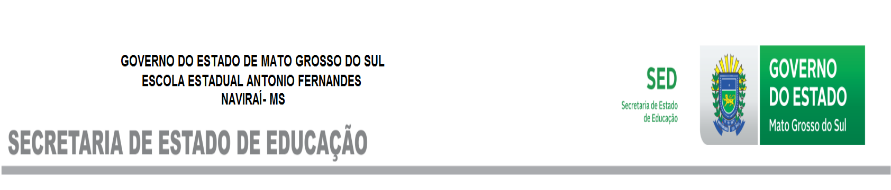 GOVERNO DO ESTADO DE MATO GROSSO DO SUL
ESCOLA ESTADUAL ANTONIO FERNANDES
NAVIRAÍ- MS
SED
Secretaria de Estado
de Educação
GOVERNO
DO ESTADO
Mato Grosso do Sul
SECRETARIA DE ESTADO DE EDUCAÇÃO